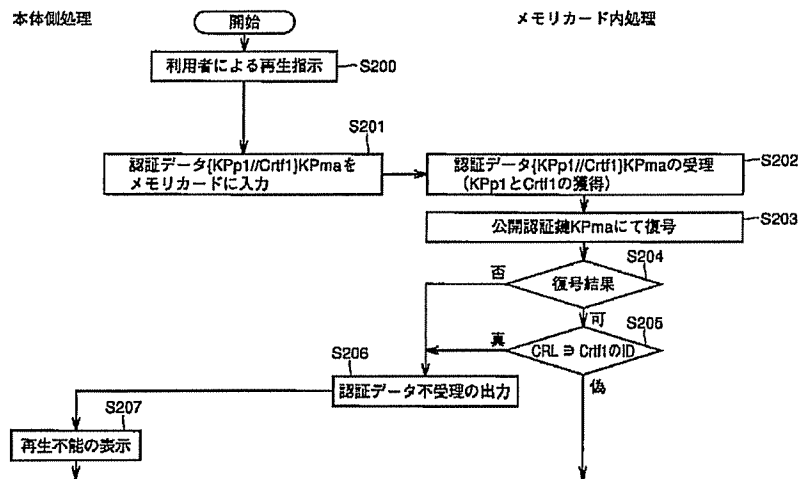 本体側処理
メモリカード内処理
開始
利用者による再生指示
S200
S201
認証データ{KPp1//Crtf1}KPmaを
メモリカードに入力
S202
認証データ{KPp1//Crtf1}KPmaの受理
(KPp1とCrtf1の獲得)
S203
公開認証鍵KPmaにて復号
S204
復号結果
否
可
S205
CRL∋Crtf1のID
真
偽
S206
認証データ不受理の出力
S207
再生不能の表示